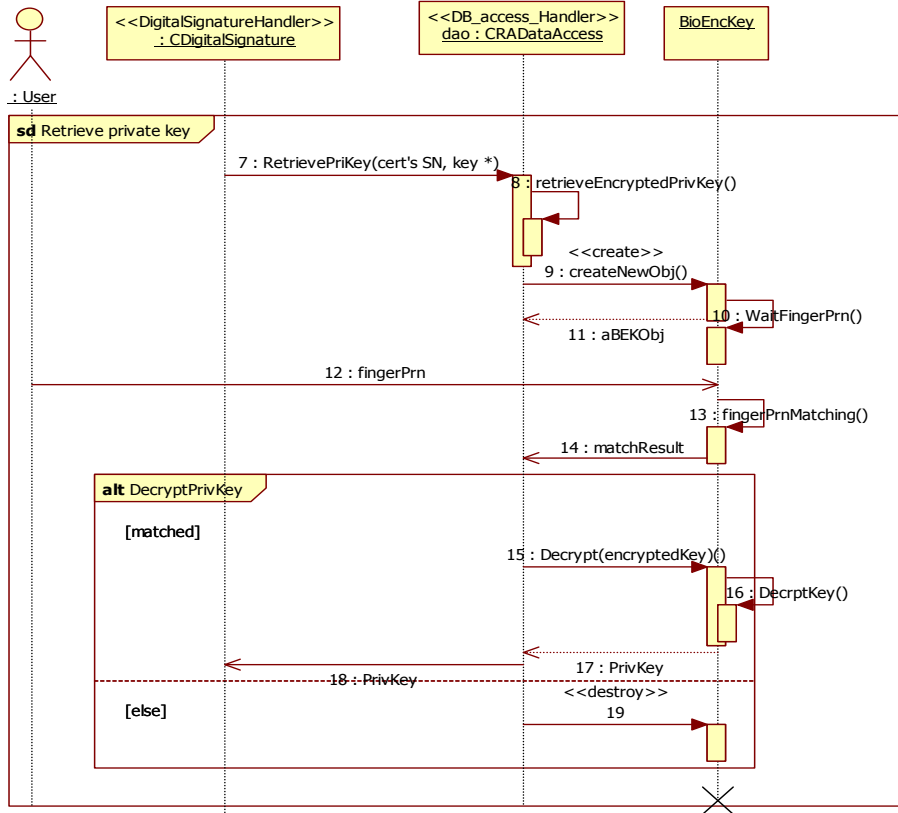 <<DigitalSignatureHandler>>
: CDigitalSignature
<<DB_access_Handler>>
dao : CRADataAccess
BioEncKey
: User
sd Retrieve private key
7 : RetrievePriKey(cert's SN, key *)
8 : retrieveEncryptedPrivKey()
<<create>>
9 : createNewObj()
10 : WaitFingerPrn()
11 : aBEKObj
12 : fingerPrn
13 : fingerPrnMatching()
14 : matchResult
alt DecryptPrivKey
[matched]
15 : Decrypt(encryptedKey)()
16 : DecrptKey()
17 : PrivKey
18 : PrivKey
<<destroy>>
[else]
19